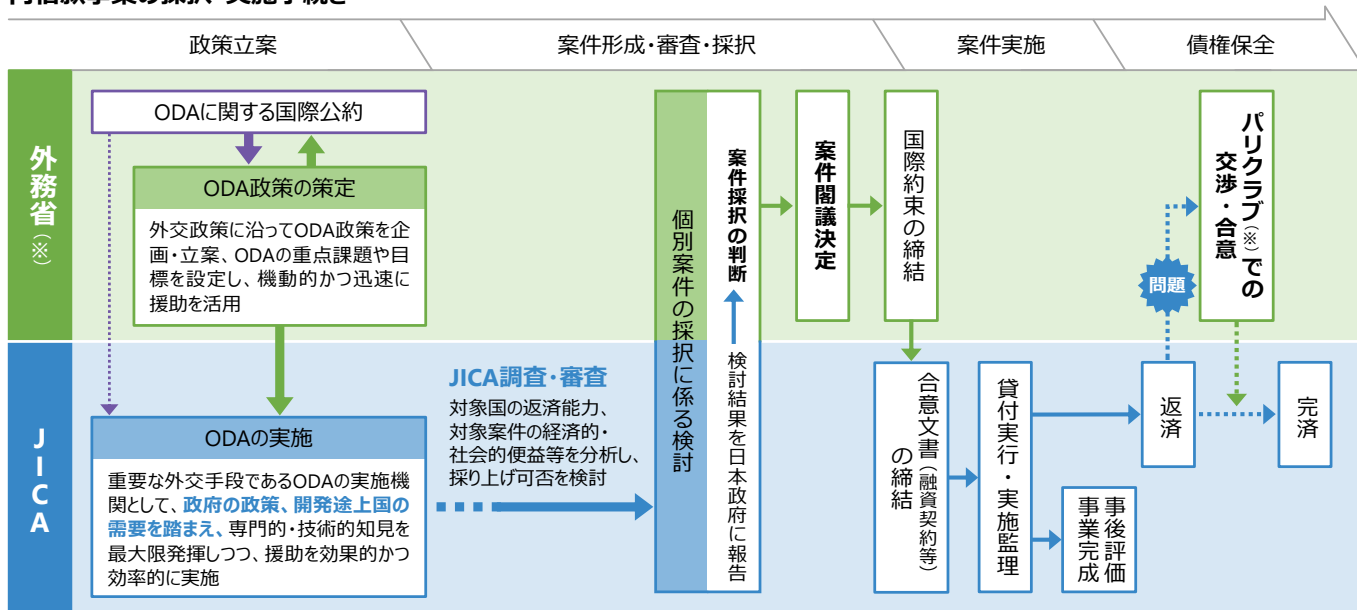 政策立案
案件形成・審査・採択
案件実施
債権保全
外務省(※)
ODAに関する国際公約
ODA政策の策定
外交政策に沿ってODA政策を企
画・立案、ODAの重点課題や目
標を設定し、機動的かつ迅速に
援助を活用
個別案件の採択に係る検討
案件採択の判断
検討結果を日本政府に報告
案件閣議決定
国際約束の締結
パリクラブ(※)での
交渉・合意
問題
JICA
ODAの実施
重要な外交手段であるODAの実施機
関として、政府の政策、開発途上国の
需要を踏まえ、専門的・技術的知見を
最大限発揮しつつ、援助を効果的かつ
効率的に実施
JICA調査・審査
対象国の返済能力、
対象案件の経済的・
社会的便益等を分析し、
採り上げ可否を検討
合意文書(融資契約等)
の締結
貸付実行・実施監理
事後評価
事業完成
返済
完済